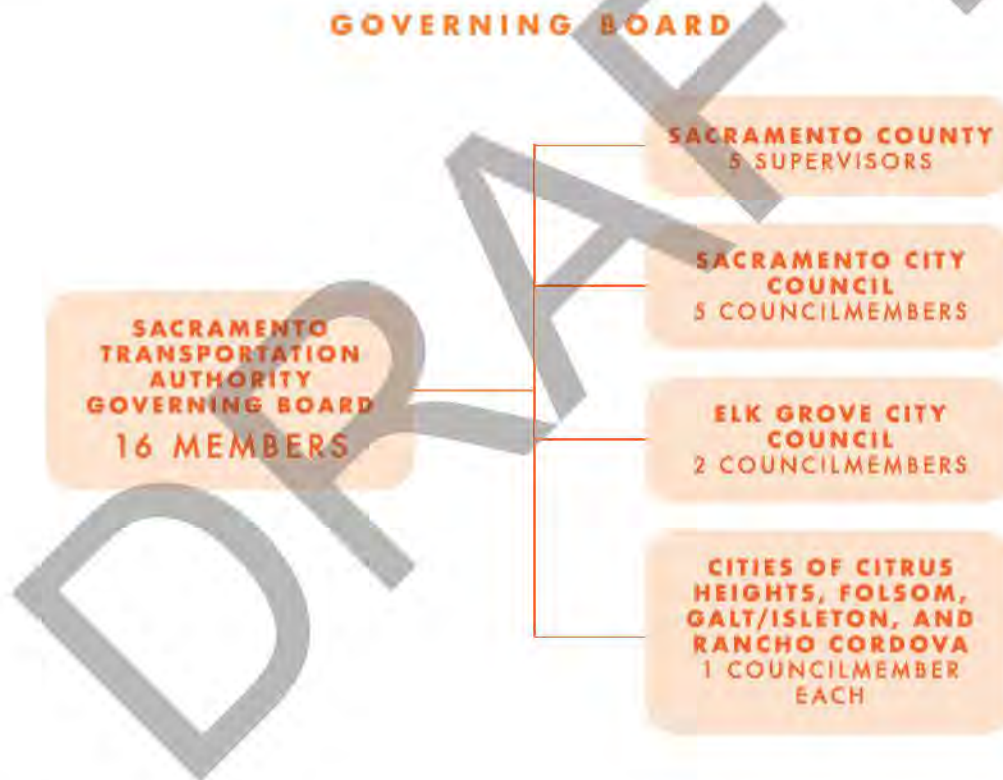 GOVERNING BOARD
SACRAMENTO
TRANSPORTATION
AUTHORITY
GOVERNING BOARD
16 MEMBERS
SACRAMENTO COUNTY
5 SUPERVISORS
SACRAMENTO CITY
COUNCIL
5 COUNCILMEMBERS
ELK GROVE CITY
COUNCIL
2 COUNCILMEMBERS
CITIES OF CITRUS
HEIGHTS, FOLSOM,
GALT/ISLETON, AND
RANCHO CORDOVA
1 COUNCILMEMBER
EACH
DRAFT